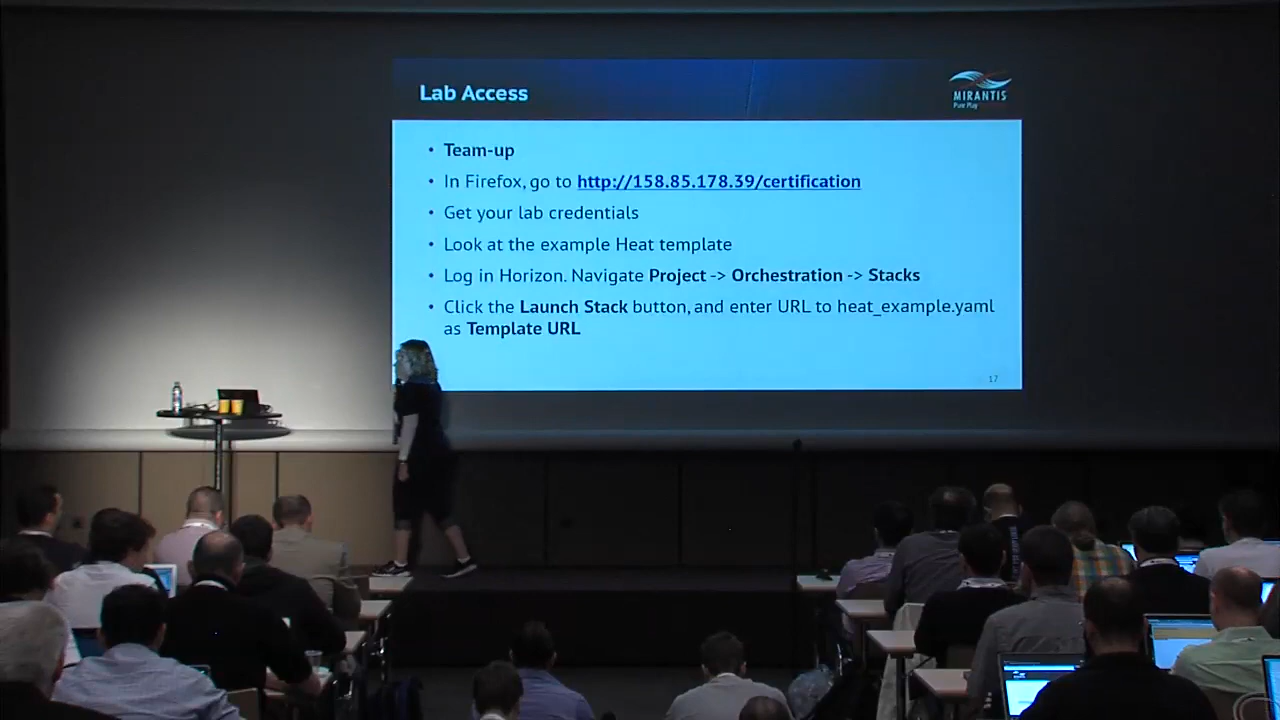 Lab Access
MIRANTIS
Pure Play
• Team-up
• In Firefox, go to http://158.85.178.39/certification
• Get your lab credentials
• Look at the example Heat template
• Log in Horizon. Navigate Project -> Orchestration -> Stacks
• Click the Launch Stack button, and enter URL to heat_example.yaml
as Template URL
17